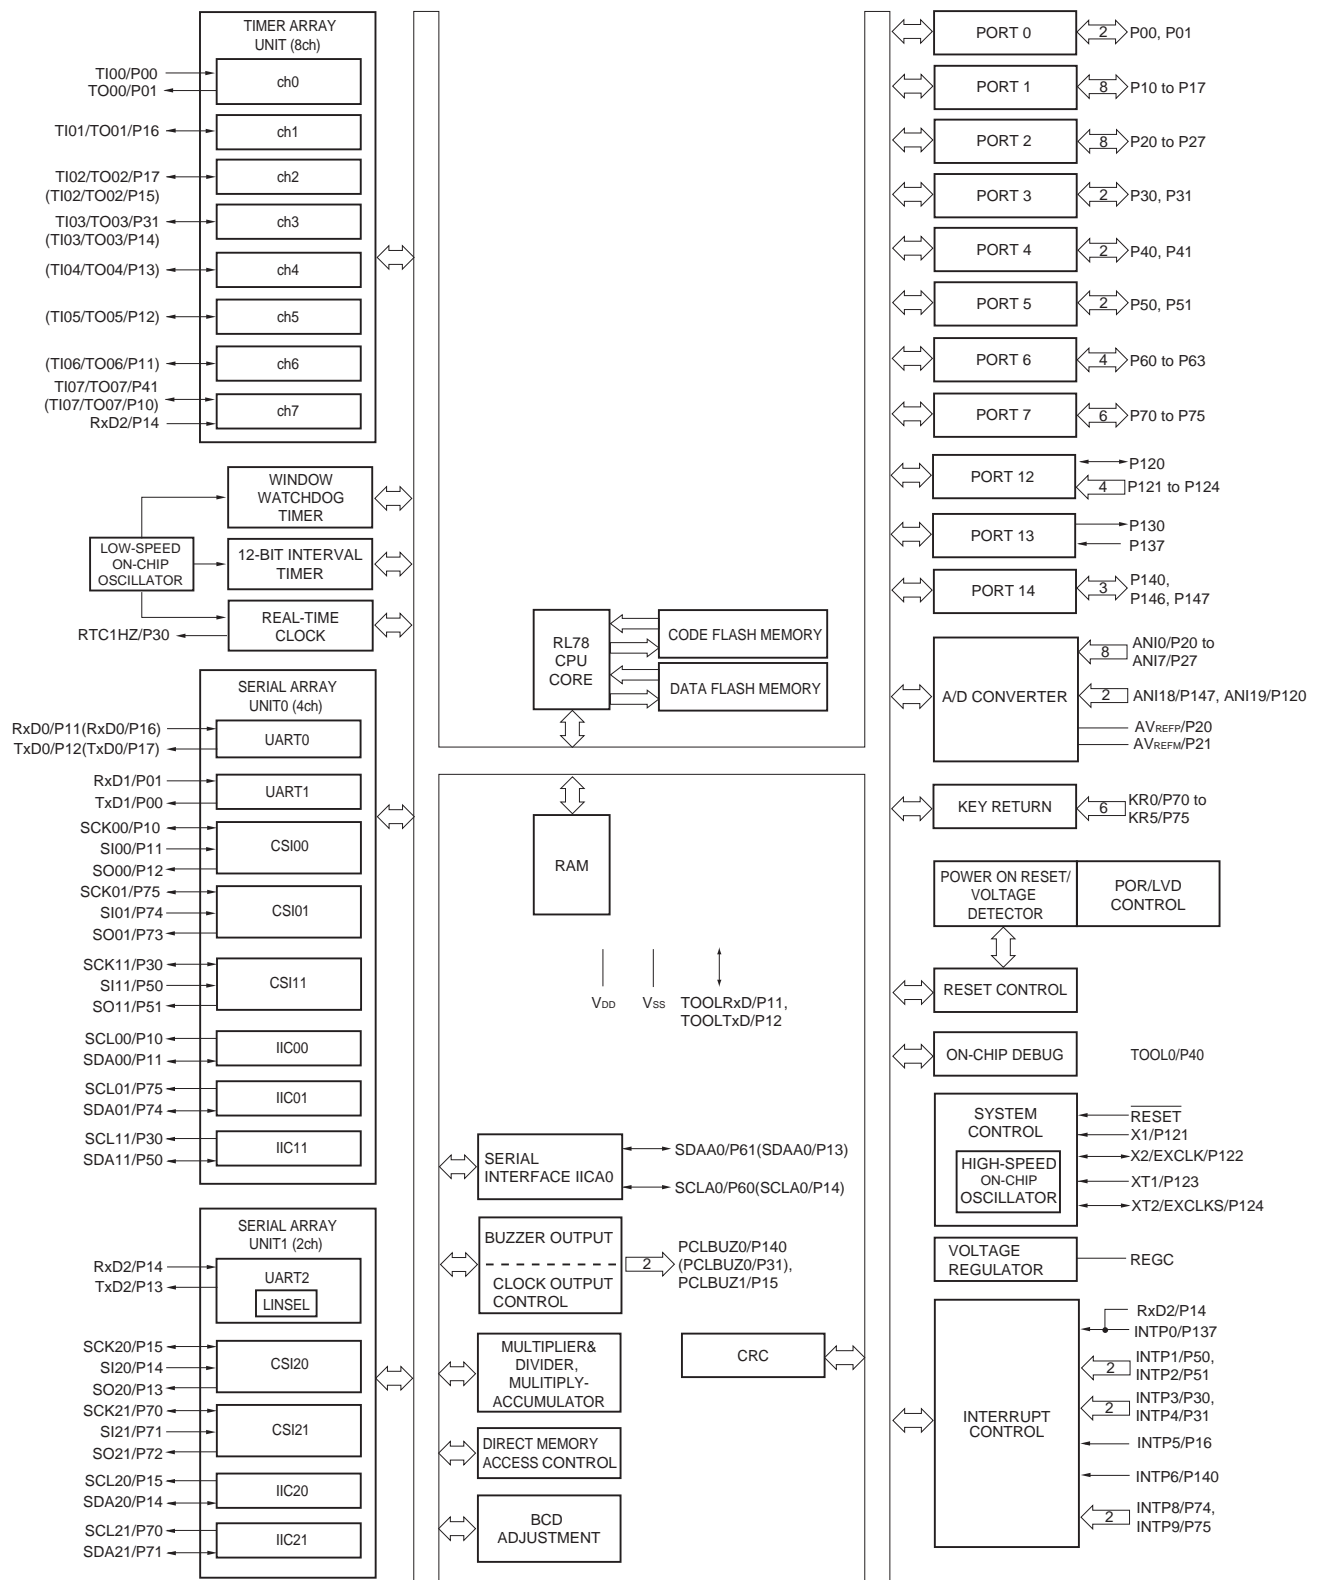 TIMER ARRAY
UNIT (8ch)
TI00/P00
TO00/P01
ch0
TI01/TO01/P16
ch1
TI02/TO02/P17
(TI02/TO02/P15)
ch2
TI03/TO03/P31
(TI03/TO03/P14)
ch3
(TI04/TO04/P13)
ch4
(TI05/TO05/P12)
ch5
(TI06/TO06/P11)
ch6
TI07/TO07/P41
(TI07/TO07/P10)
RxD2/P14
ch7
WINDOW
WATCHDOG
TIMER
LOW-SPEED
ON-CHIP
OSCILLATOR
12-BIT INTERVAL
TIMER
REAL-TIME
CLOCK
RTC1HZ/P30
SERIAL ARRAY
UNIT0 (4ch)
RxD0/P11(RxD0/P16)
TxD0/P12(TxD0/P17)
UART0
RxD1/P01
TxD1/P00
UART1
SCK00/P10
SI00/P11
SO00/P12
CSI00
SCK01/P75
SI01/P74
SO01/P73
CSI01
SCK11/P30
SI11/P50
SO11/P51
CSI11
SCL00/P10
SDA00/P11
IIC00
SCL01/P75
SDA01/P74
IIC01
SCL11/P30
SDA11/P50
IIC11
SERIAL ARRAY
UNIT1 (2ch)
RxD2/P14
TxD2/P13
UART2
LINSEL
SCK20/P15
SI20/P14
SO20/P13
CSI20
SCK21/P70
SI21/P71
SO21/P72
CSI21
SCL20/P15
SDA20/P14
IIC20
SCL21/P70
SDA21/P71
IIC21
RL78
CPU
CORE
CODE FLASH MEMORY
DATA FLASH MEMORY
RAM
VDD
VSS
TOOLRxD/P11,
TOOLTxD/P12
SERIAL
INTERFACE IICA0
SDAA0/P61(SDAA0/P13)
SCLA0/P60(SCLA0/P14)
BUZZER OUTPUT
CLOCK OUTPUT
CONTROL
2
PCLBUZ0/P140
(PCLBUZ0/P31),
PCLBUZ1/P15
MULTIPLIER&
DIVIDER,
MULITIPLY-
ACCUMULATOR
CRC
DIRECT MEMORY
ACCESS CONTROL
BCD
ADJUSTMENT
PORT 0
2
P00, P01
PORT 1
8
P10 to P17
PORT 2
8
P20 to P27
PORT 3
2
P30, P31
PORT 4
2
P40, P41
PORT 5
2
P50, P51
PORT 6
4
P60 to P63
PORT 7
6
P70 to P75
PORT 12
P120
4
P121 to P124
PORT 13
P130
P137
PORT 14
3
P140,
P146, P147
A/D CONVERTER
8
ANI0/P20 to
ANI7/P27
2
ANI18/P147, ANI19/P120
AVREFP/P20
AVREFM/P21
KEY RETURN
6
KR0/P70 to
KR5/P75
POWER ON RESET/
VOLTAGE
DETECTOR
POR/LVD
CONTROL
RESET CONTROL
ON-CHIP DEBUG
TOOL0/P40
SYSTEM
CONTROL
HIGH-SPEED
ON-CHIP
OSCILLATOR
RESET
X1/P121
X2/EXCLK/P122
XT1/P123
XT2/EXCLKS/P124
VOLTAGE
REGULATOR
REGC
INTERRUPT
CONTROL
RxD2/P14
INTP0/P137
2
INTP1/P50,
INTP2/P51
2
INTP3/P30,
INTP4/P31
INTP5/P16
INTP6/P140
2
INTP8/P74,
INTP9/P75